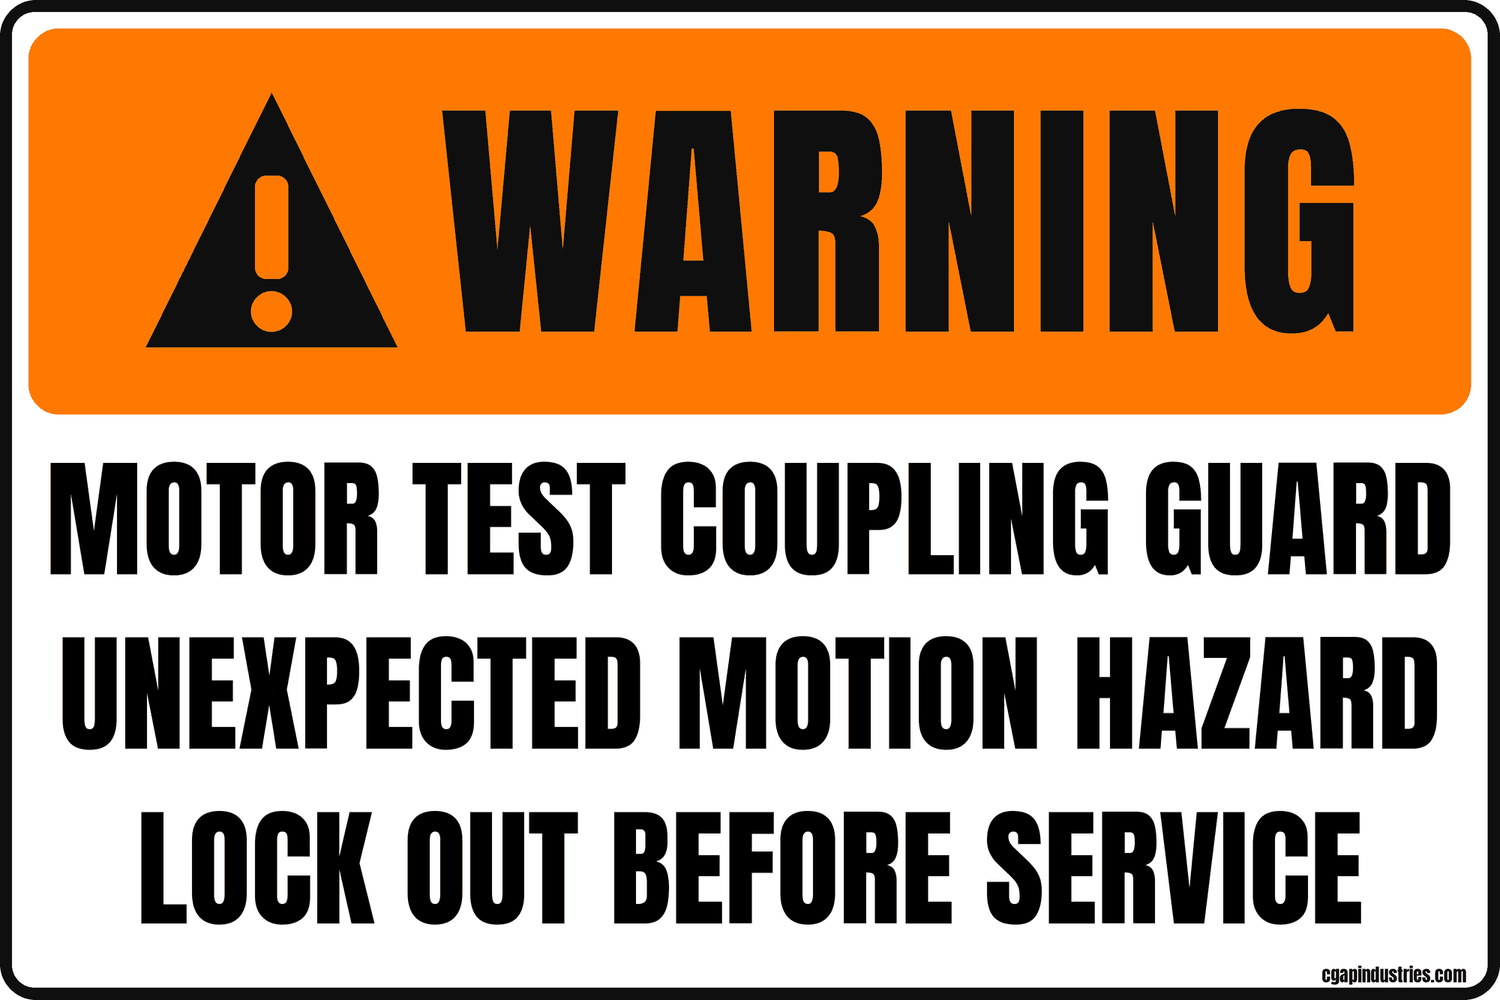 WARNING
MOTOR TEST COUPLING GUARD
UNEXPECTED MOTION HAZARD
LOCK OUT BEFORE SERVICE
cgapindustries.com